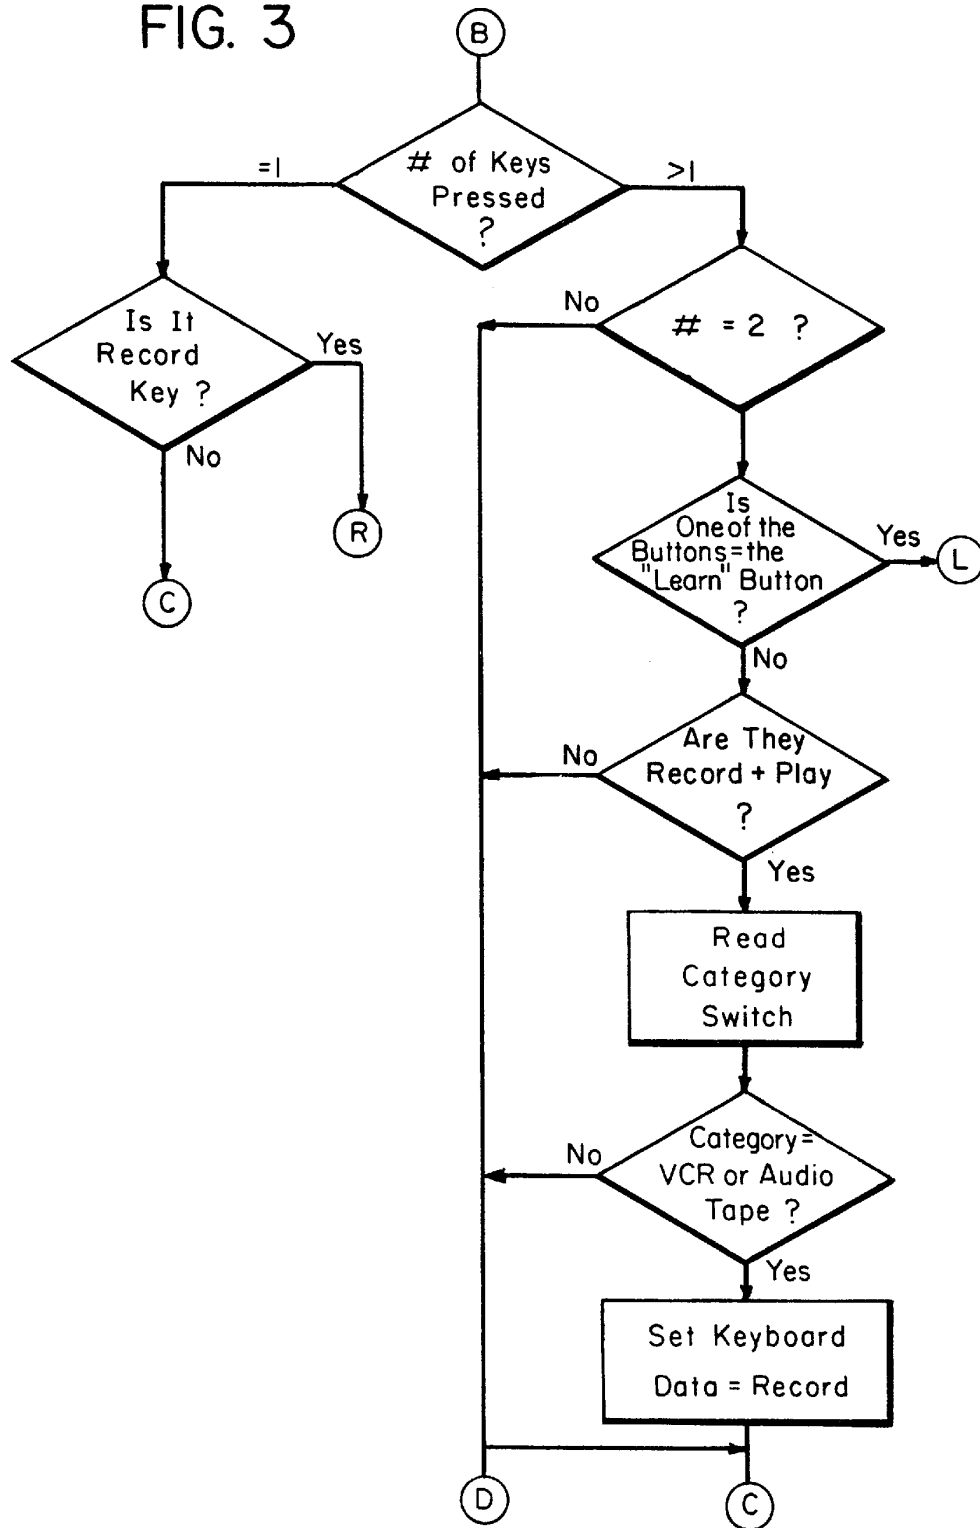 FIG. 3
B
# of Keys
Pressed
?
=1
>1
Is It
Record
Key ?
Yes
No
R
C
# = 2 ?
No
Is
One of the
Buttons = the
"Learn" Button
?
Yes
L
No
Are They
Record + Play
?
No
Yes
Read
Category
Switch
Category =
VCR or Audio
Tape ?
No
Yes
Set Keyboard
Data = Record
D
C